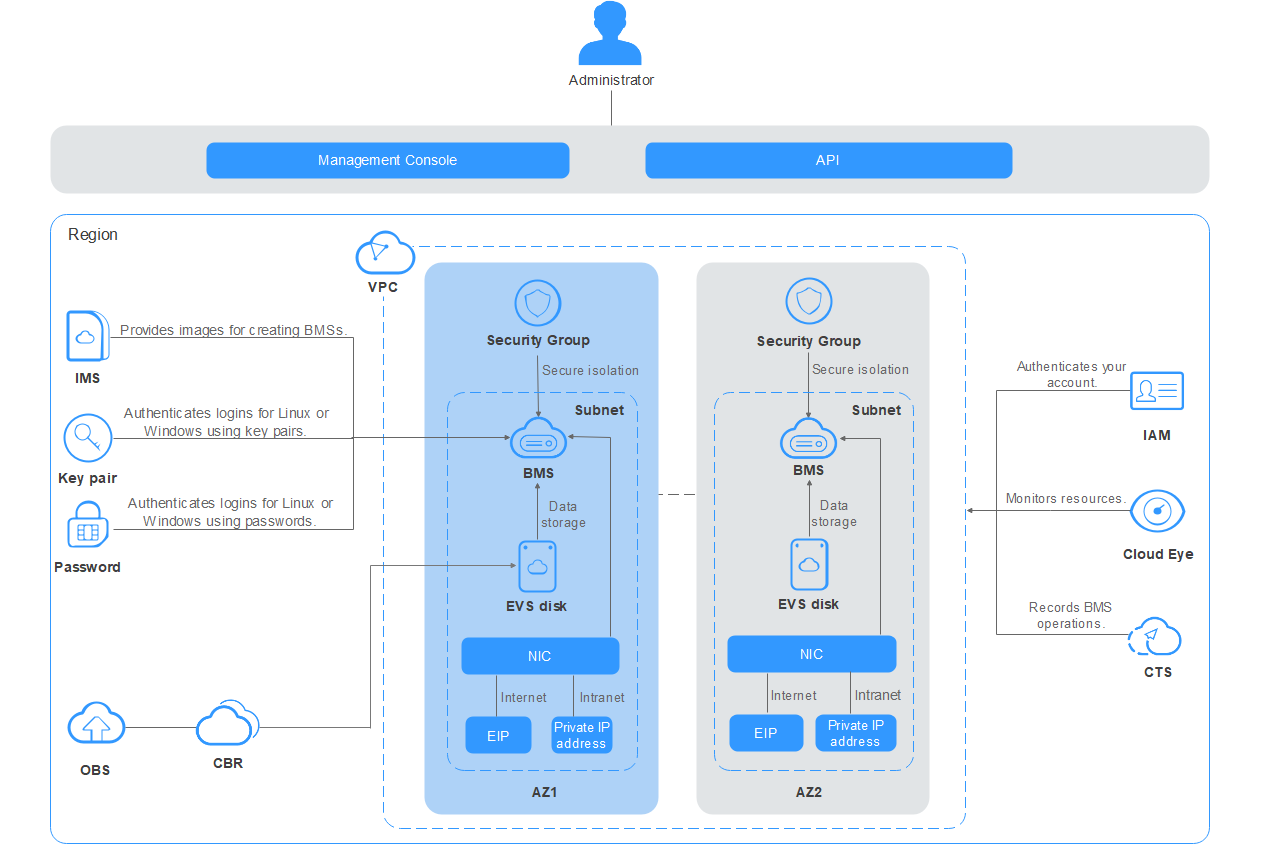 Administrator
Management Console
API
Region
VPC
Security Group
Security Group
Provides images for creating BMSs.
IMS
Secure isolation
Secure isolation
Authenticates your
account.
IAM
Subnet
Subnet
Authenticates logins for Linux or
Windows using key pairs.
Key pair
BMS
BMS
Authenticates logins for Linux or
Windows using passwords.
Password
Data
storage
Data
storage
Monitors resources.
Cloud Eye
EVS disk
EVS disk
Records BMS
operations.
CTS
NIC
NIC
Internet
Intranet
Internet
Intranet
EIP
Private IP
address
EIP
Private IP
address
OBS
CBR
AZ1
AZ2